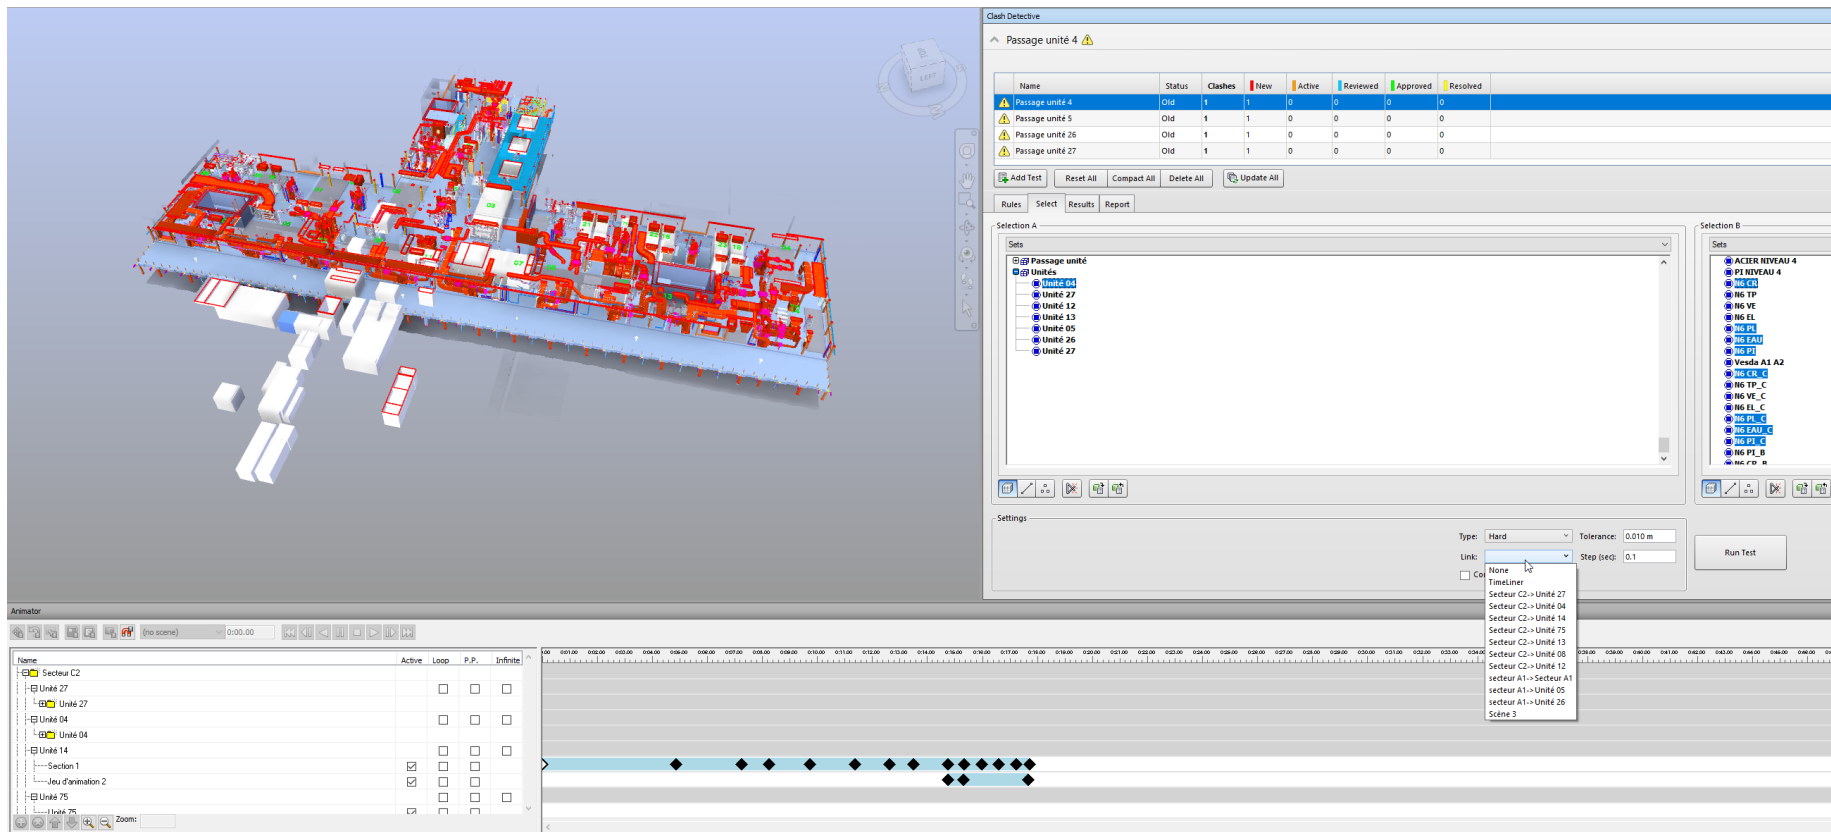 Clash Detective
Passage unité 4
Name Status Clashes New Active Reviewed Approved Resolved
Passage unité 4 Old 1 1 0 0 0 0
Passage unité 5 Old 1 1 0 0 0 0
Passage unité 26 Old 1 1 0 0 0 0
Passage unité 27 Old 1 1 0 0 0 0
Add Test Reset All Compact All Delete All Update All
Rules Select Results Report
Selection A
Sets
Passage unité
Unités
Unité 04
Unité 27
Unité 12
Unité 13
Unité 05
Unité 26
Unité 27
Selection B
Sets
ACIER NIVEAU 4
PI NIVEAU 4
N6 CR
N6 TP
N6 VE
N6 EL
N6 PL
N6 EAU
N6 PI
Vesda A1 A2
N6 CR_C
N6 TP_C
N6 VE_C
N6 EL_C
N6 PL_C
N6 EAU_C
N6 PI_C
N6 PI_B
N6 CR_B
Settings
Type: Hard Tolerance: 0.010 m
Link: Step (sec): 0.1
Co
Run Test
None
TimeLiner
Secteur C2->Unité 27
Secteur C2->Unité 04
Secteur C2->Unité 14
Secteur C2->Unité 75
Secteur C2->Unité 13
Secteur C2->Unité 08
Secteur C2->Unité 12
secteur A1->Secteur A1
secteur A1->Unité 05
secteur A1->Unité 26
Scène 3
LEFT
03
07
Animator
(no scene) 0:00.00
Name Active Loop P.P. Infinite
Secteur C2
Unité 27
Unité 27
Unité 04
Unité 04
Unité 14
Section 1
Jeu d'animation 2
Unité 75
Unité 75
Zoom: